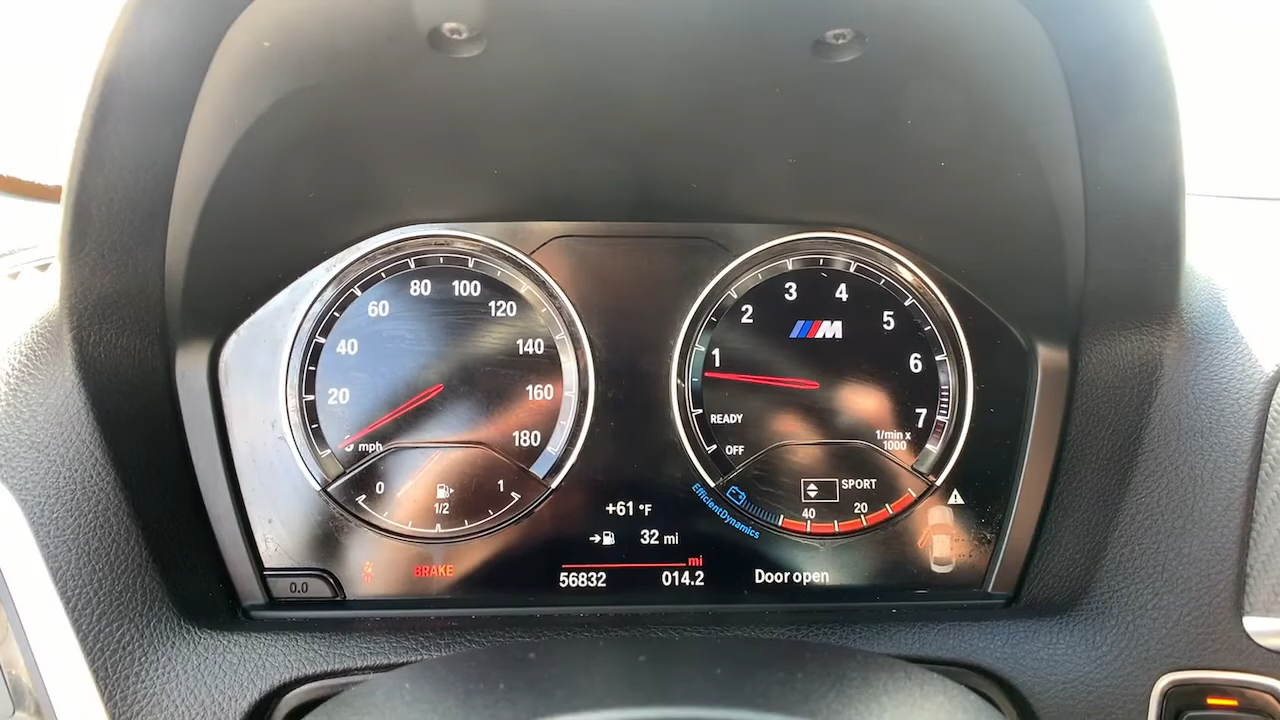 80 100
60 120
40 140
20 160
0 mph 180
0 1/2 1
3 4
2 5
M
1 6
READY 7
OFF 1/min x
1000
SPORT
40 20
EfficientDynamics
+61 °F
32 mi
mi
56832 014.2
BRAKE
Door open
0.0